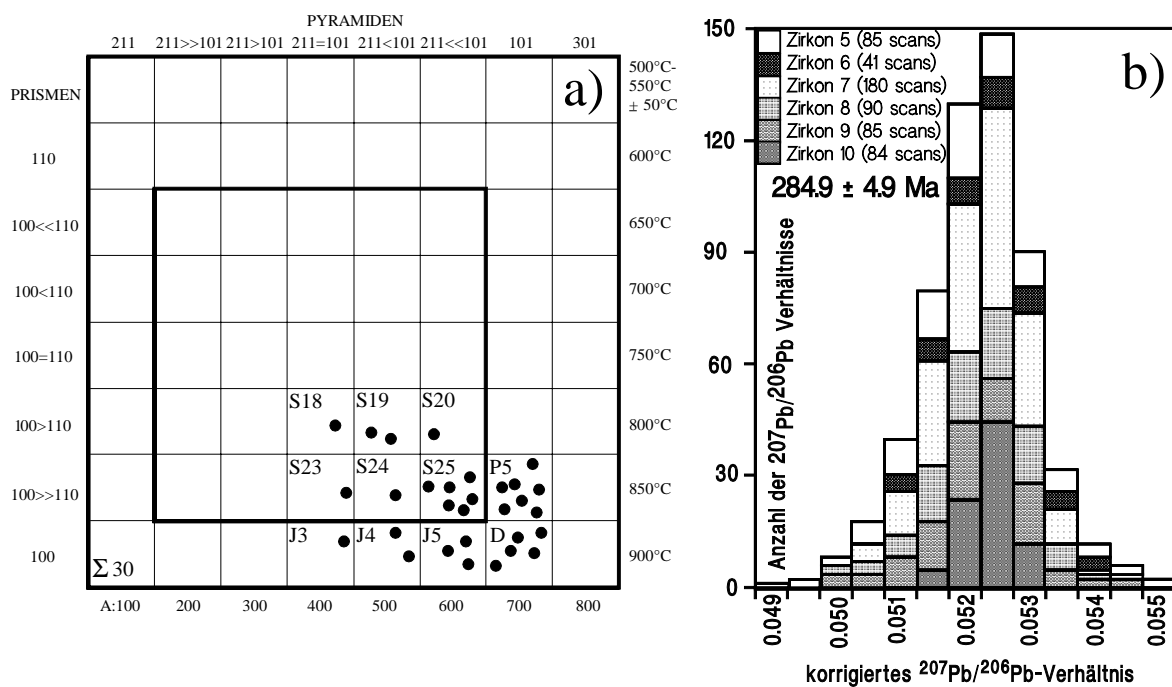 PYRAMIDEN
211 211>>101 211>101 211=101 211<101 211<<101 101 301
PRISMEN
110
100<<110
100<110
100=110
100>110
100>>110
100
500°C-
550°C
± 50°C
600°C
650°C
700°C
750°C
800°C
850°C
900°C
a)
S18 S19 S20
S23 S24 S25 P5
J3 J4 J5 D
Σ 30
A:100 200 300 400 500 600 700 800
b)
Zirkon 5 (85 scans)
Zirkon 6 (41 scans)
Zirkon 7 (180 scans)
Zirkon 8 (90 scans)
Zirkon 9 (85 scans)
Zirkon 10 (84 scans)
284.9 ± 4.9 Ma
Anzahl der ²⁰⁷Pb/²⁰⁶Pb Verhältnisse
150
120
90
60
30
0
0.049 0.050 0.051 0.052 0.053 0.054 0.055
korrigiertes ²⁰⁷Pb/²⁰⁶Pb-Verhältnis